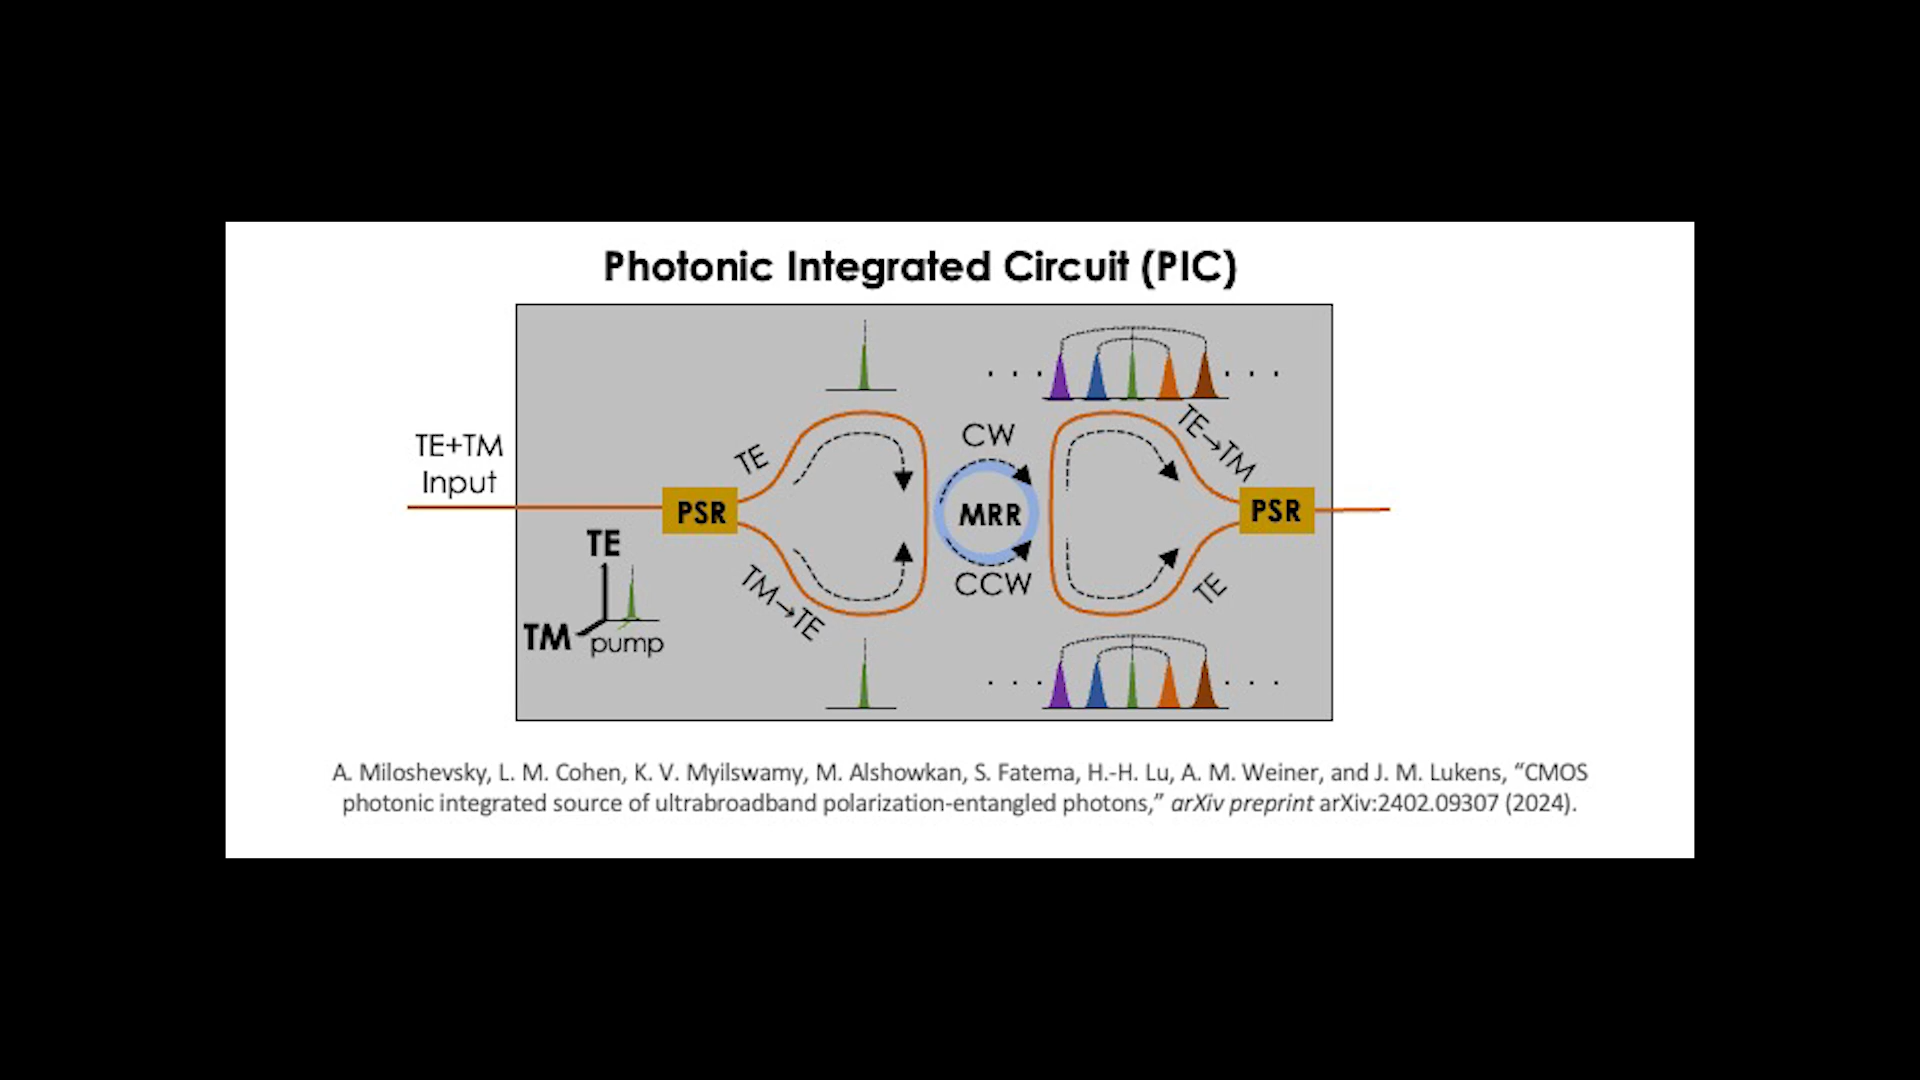 Photonic Integrated Circuit (PIC)
TE+TM
Input
TE
TM
pump
PSR
TE
TM→TE
CW
MRR
CCW
TE→TM
TE
PSR
A. Miloshevsky, L. M. Cohen, K. V. Myilswamy, M. Alshowkan, S. Fatema, H.-H. Lu, A. M. Weiner, and J. M. Lukens, “CMOS
photonic integrated source of ultrabroadband polarization-entangled photons,” arXiv preprint arXiv:2402.09307 (2024).